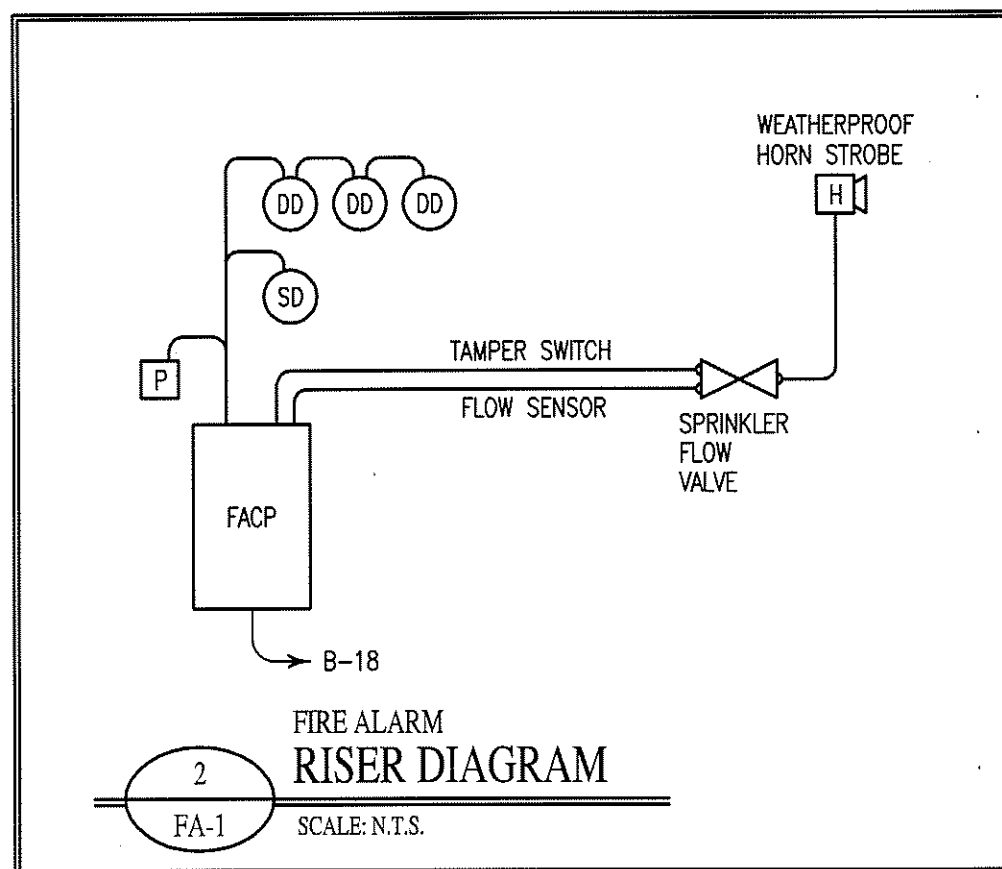 WEATHERPROOF
HORN STROBE
H
DD DD DD
SD
P
TAMPER SWITCH
FLOW SENSOR
SPRINKLER
FLOW
VALVE
FACP
B-18
FIRE ALARM
RISER DIAGRAM
2
FA-1
SCALE: N.T.S.